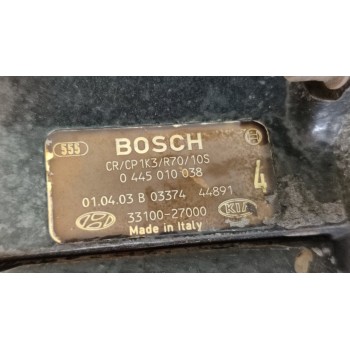 555 BOSCH
CR/CP1K3/R70/10S
0 445 010 038
01.04.03 B 03374 44891 4
33100-27000 KIA
Made in Italy